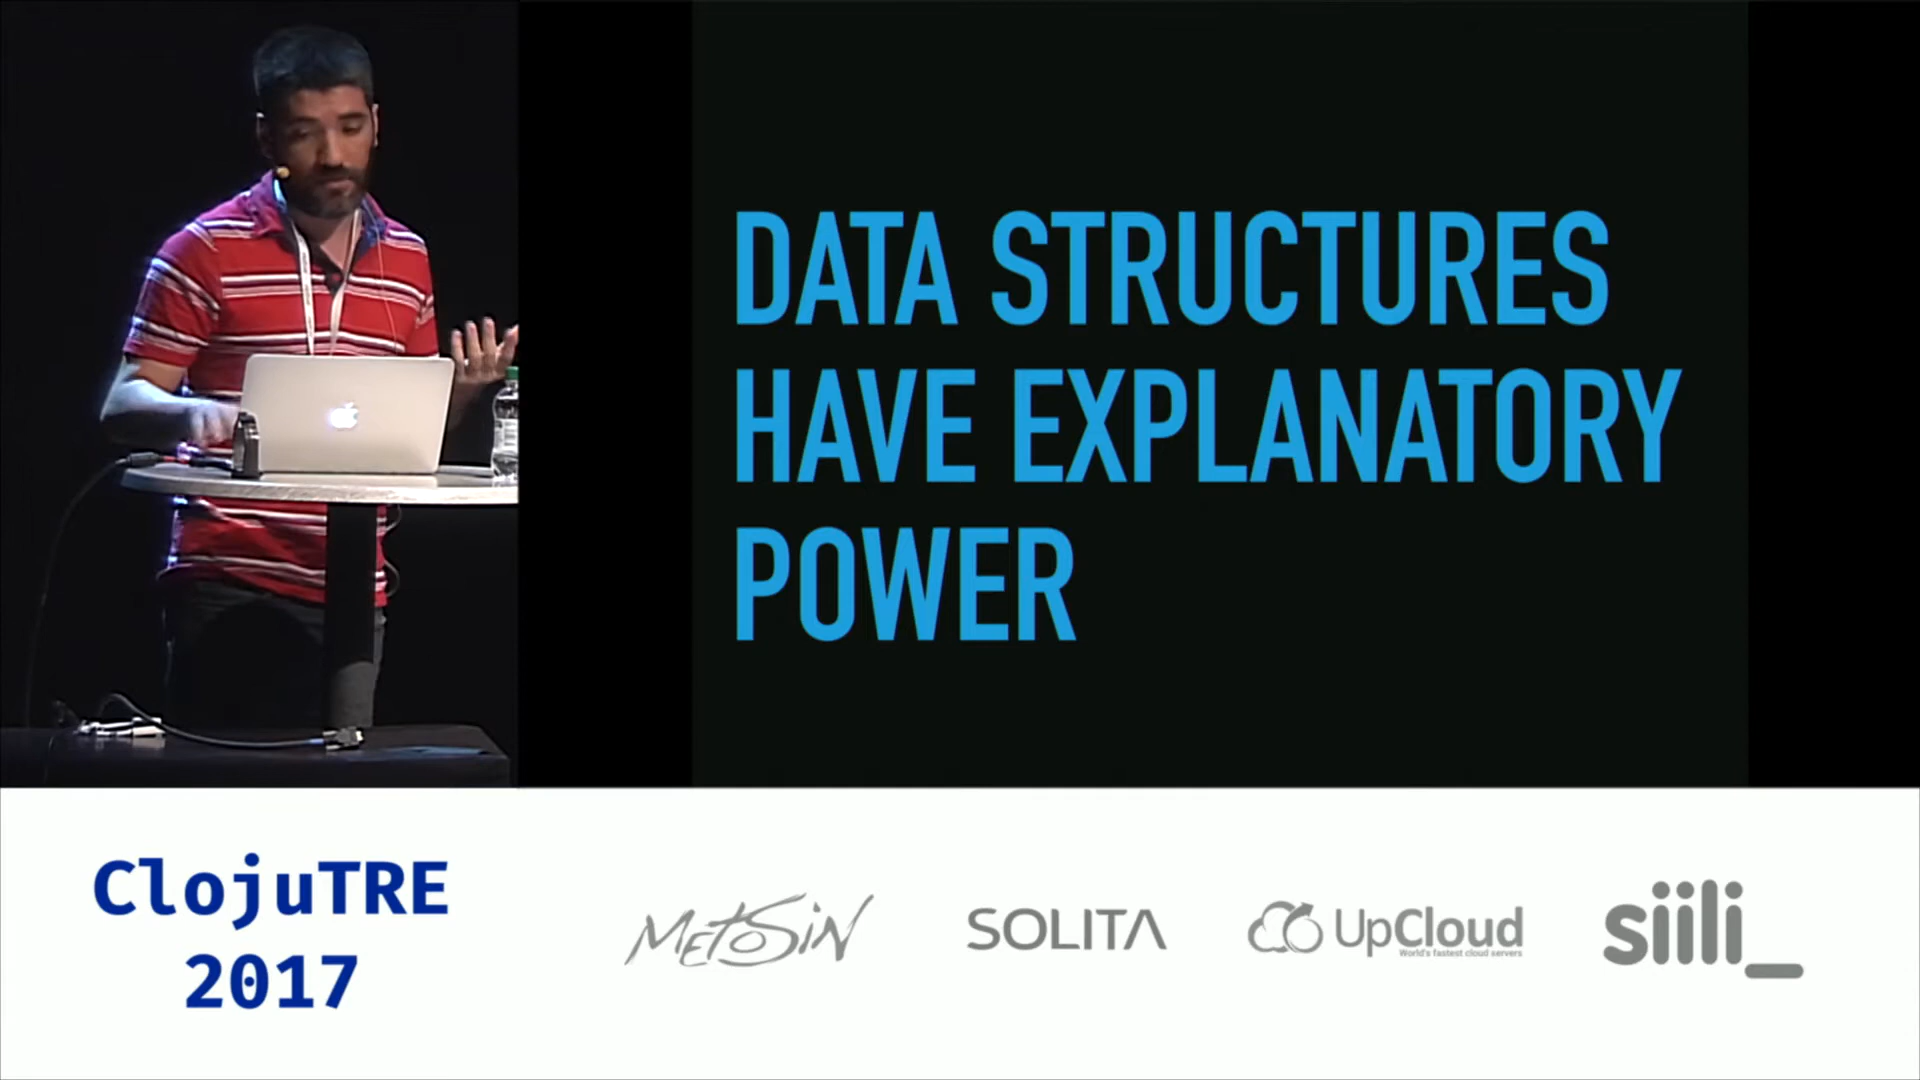 DATA STRUCTURES
HAVE EXPLANATORY
POWER
ClojuTRE
2017
METOSIN
SOLITA
UpCloud
World's fastest cloud servers
siili_